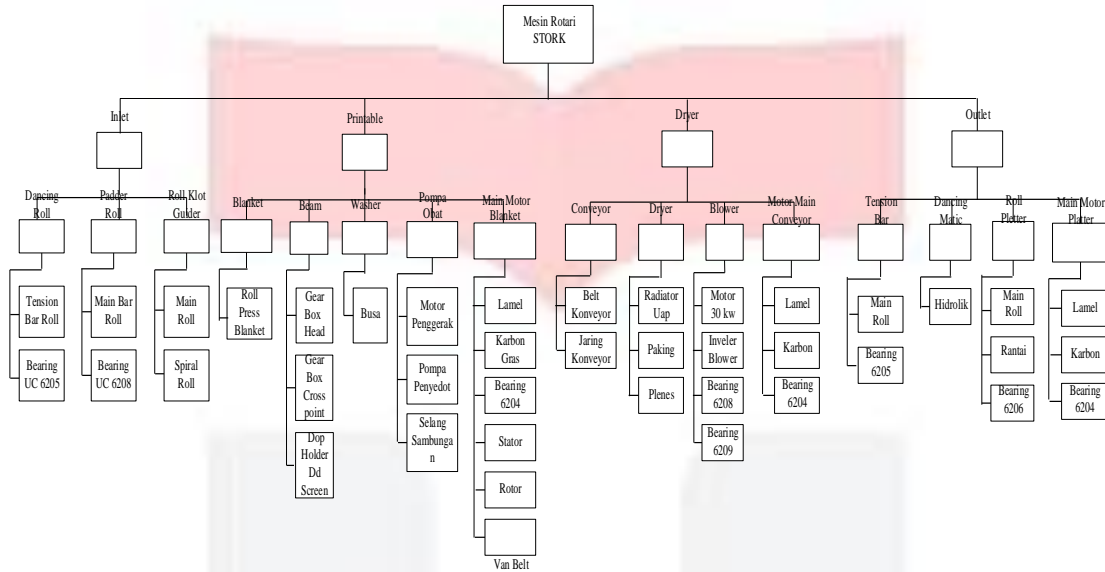 Mesin Rotari
STORK
Inlet
Printable
Dryer
Outlet
Dancing
Roll
Padder
Roll
Roll Klot
Guider
Blanket
Beam
Washer
Pompa
Obat
Main Motor
Blanket
Conveyor
Dryer
Blower
Motor Main
Conveyor
Tension
Bar
Dancing
Matic
Roll
Pletter
Main Motor
Platter
Tension
Bar Roll
Bearing
UC 6205
Main Bar
Roll
Bearing
UC 6208
Main
Roll
Spiral
Roll
Roll
Press
Blanket
Gear
Box
Head
Gear
Box
Cross
point
Dop
Holder
Dd
Screen
Busa
Motor
Penggerak
Pompa
Penyedot
Selang
Sambunga
n
Lamel
Karbon
Gras
Bearing
6204
Stator
Rotor
Van Belt
Belt
Konveyor
Jaring
Konveyor
Radiator
Uap
Paking
Plenes
Motor
30 kw
Inveler
Blower
Bearing
6208
Bearing
6209
Lamel
Karbon
Bearing
6204
Main
Roll
Bearing
6205
Hidrolik
Main
Roll
Rantai
Bearing
6206
Lamel
Karbon
Bearing
6204